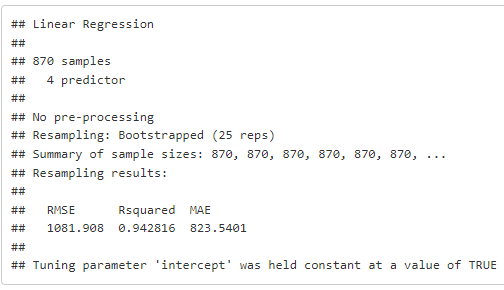 ## Linear Regression
##
## 870 samples
##   4 predictor
##
## No pre-processing
## Resampling: Bootstrapped (25 reps)
## Summary of sample sizes: 870, 870, 870, 870, 870, 870, ...
## Resampling results:
##
##   RMSE      Rsquared  MAE
##   1081.908  0.942816  823.5401
##
## Tuning parameter 'intercept' was held constant at a value of TRUE